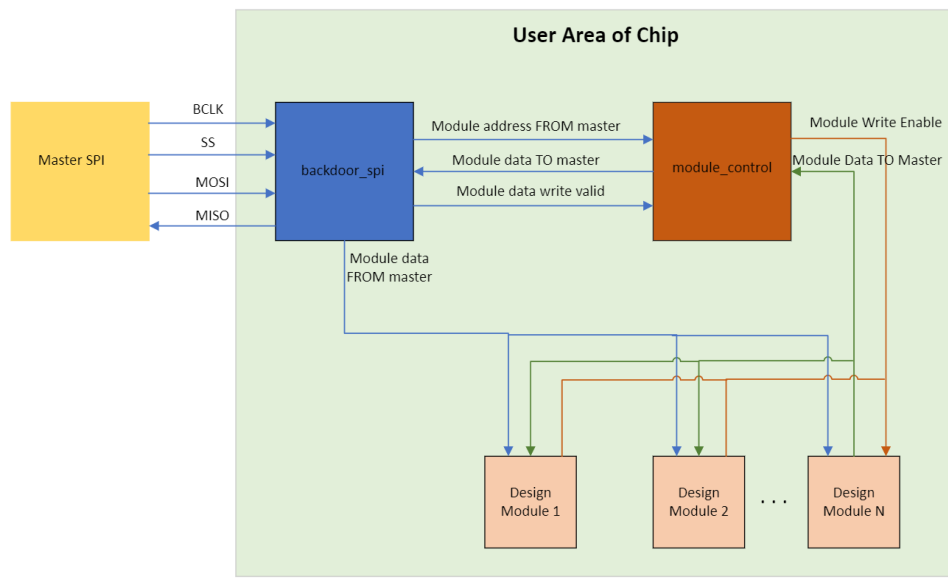 User Area of Chip
BCLK
SS
MOSI
MISO
Master SPI
backdoor_spi
Module address FROM master
Module data TO master
Module data write valid
module_control
Module Write Enable
Module Data TO Master
Module data
FROM master
Design
Module 1
Design
Module 2
. . .
Design
Module N